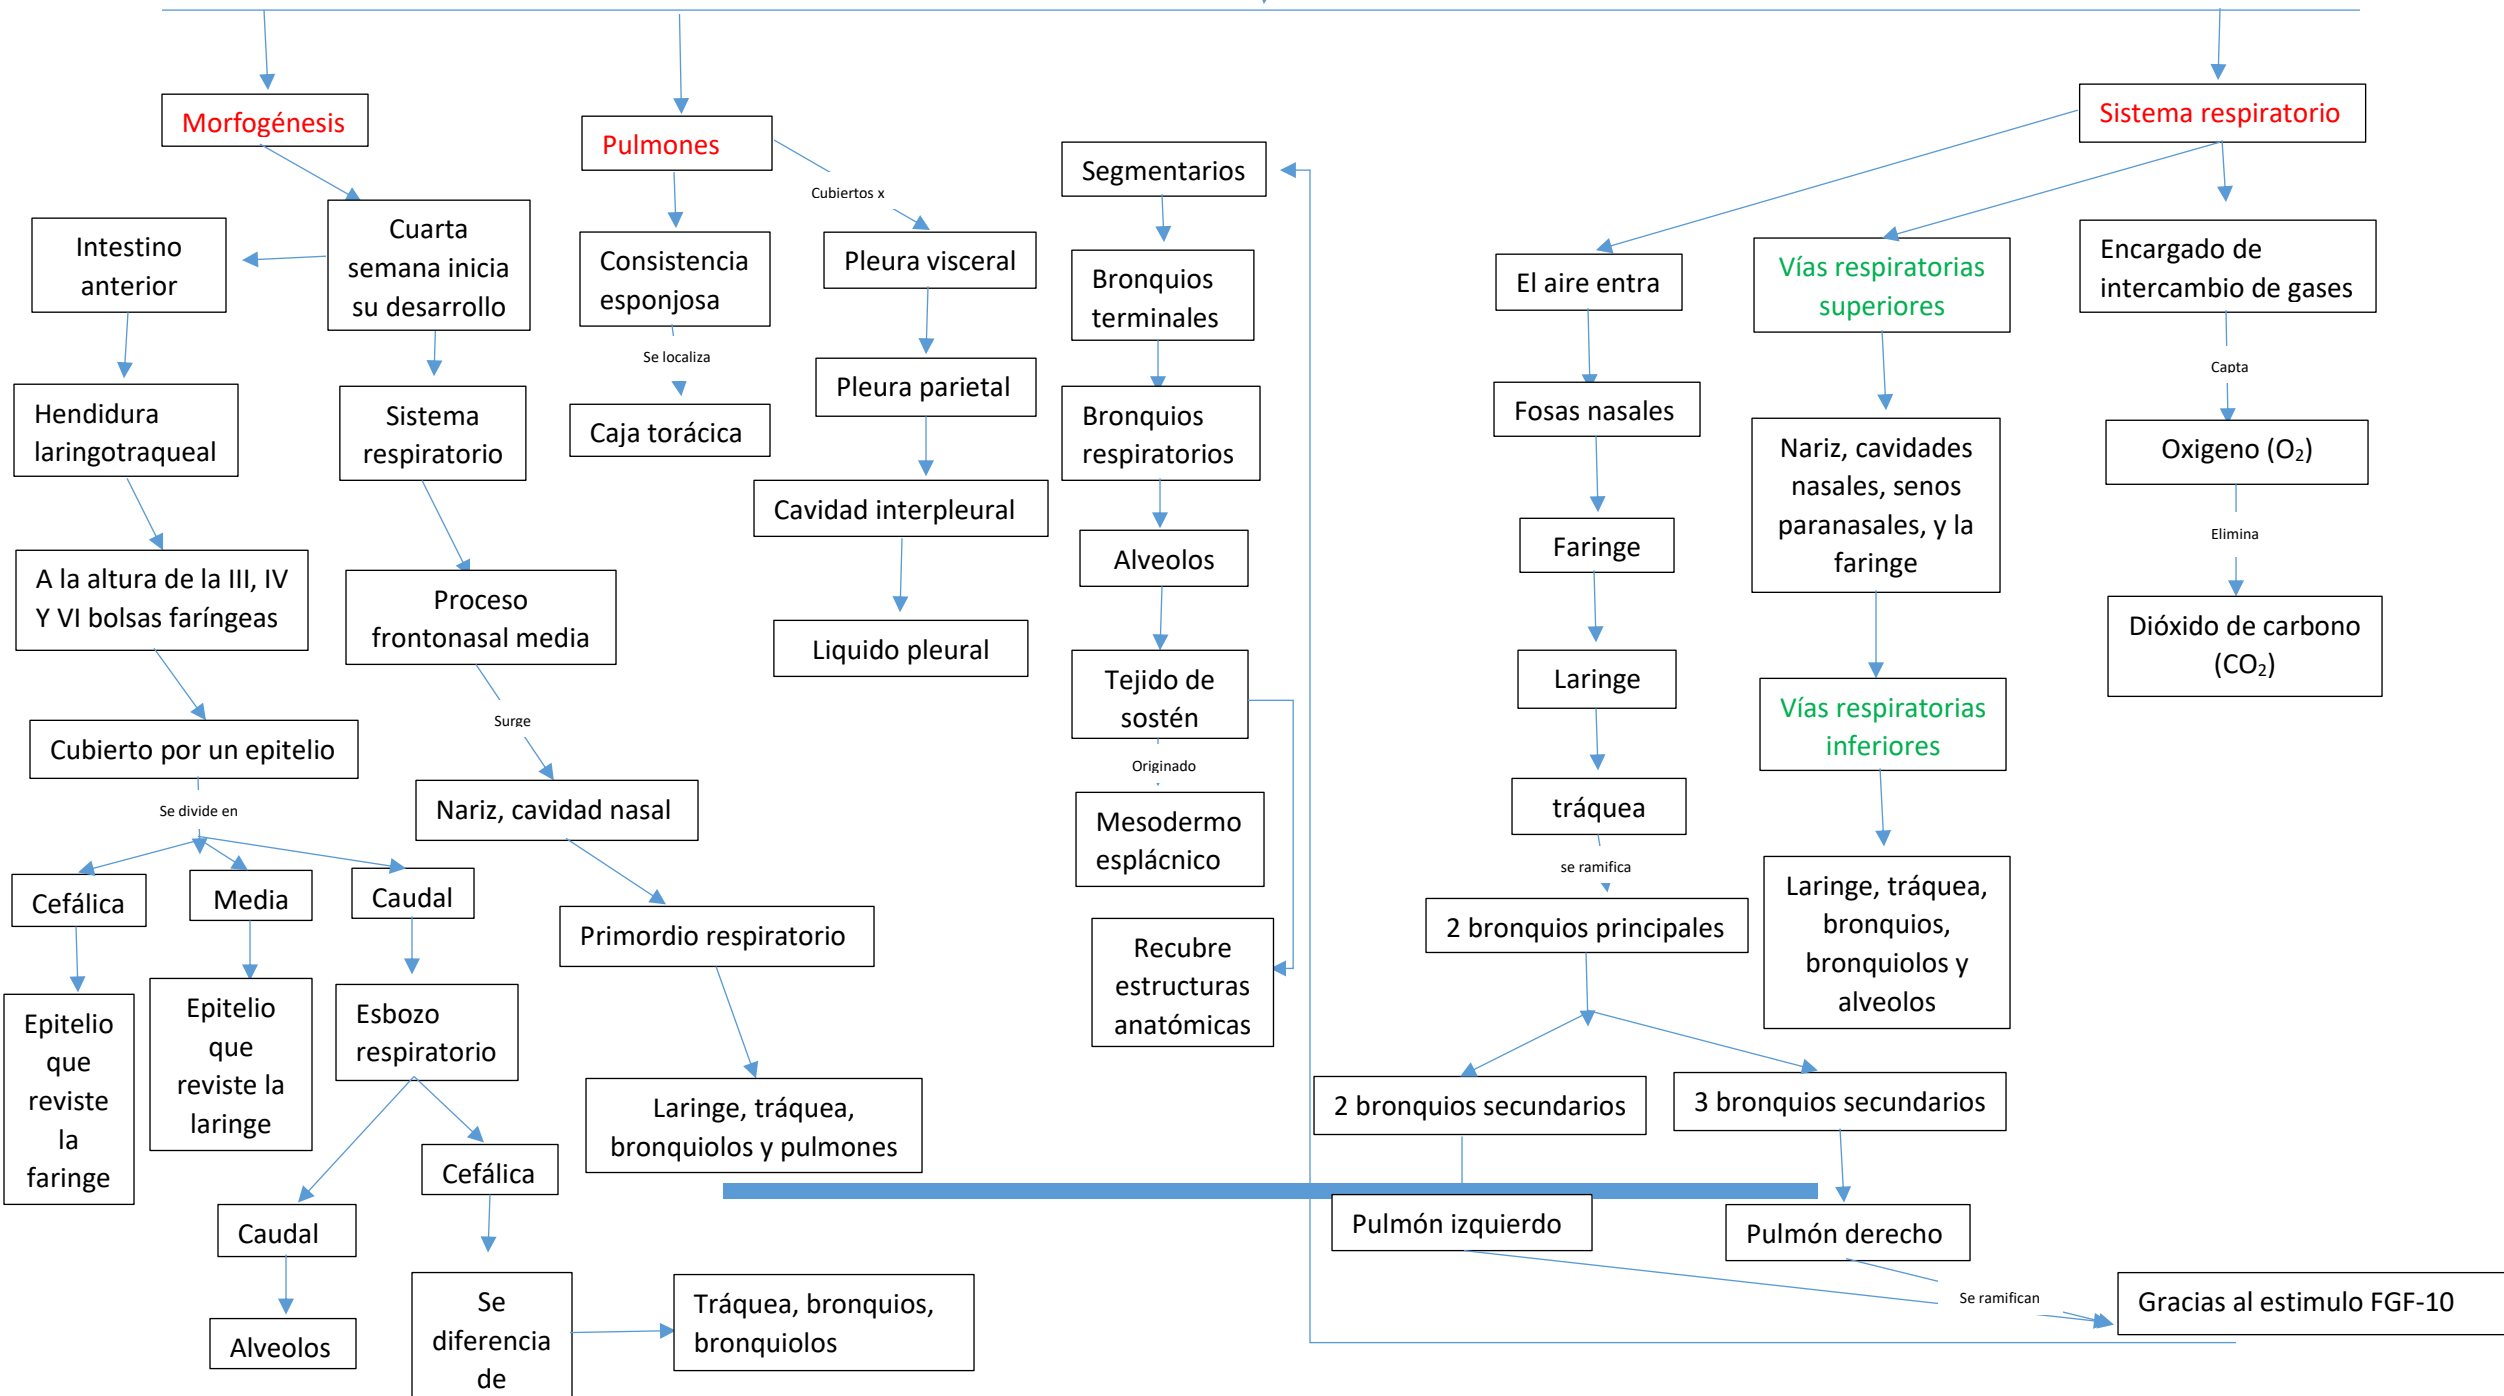 Morfogénesis
Cuarta
semana inicia
su desarrollo
Intestino
anterior
Hendidura
laringotraqueal
A la altura de la III, IV
Y VI bolsas faríngeas
Cubierto por un epitelio
Se divide en
Cefálica
Epitelio
que
reviste
la
faringe
Media
Epitelio
que
reviste la
laringe
Caudal
Esbozo
respiratorio
Caudal
Alveolos
Cefálica
Se
diferencia
de
Tráquea, bronquios,
bronquiolos
Sistema
respiratorio
Proceso
frontonasal media
Surge
Nariz, cavidad nasal
Primordio respiratorio
Laringe, tráquea,
bronquiolos y pulmones
Pulmones
Consistencia
esponjosa
Se localiza
Caja torácica
Cubiertos x
Pleura visceral
Pleura parietal
Cavidad interpleural
Liquido pleural
Segmentarios
Bronquios
terminales
Bronquios
respiratorios
Alveolos
Tejido de
sostén
Originado
Mesodermo
esplácnico
Recubre
estructuras
anatómicas
Sistema respiratorio
El aire entra
Fosas nasales
Faringe
Laringe
tráquea
se ramifica
2 bronquios principales
2 bronquios secundarios
3 bronquios secundarios
Pulmón izquierdo
Pulmón derecho
Se ramifican
Gracias al estimulo FGF-10
Vías respiratorias
superiores
Nariz, cavidades
nasales, senos
paranasales, y la
faringe
Vías respiratorias
inferiores
Laringe, tráquea,
bronquios,
bronquiolos y
alveolos
Encargado de
intercambio de gases
Capta
Oxigeno (O₂)
Elimina
Dióxido de carbono
(CO₂)